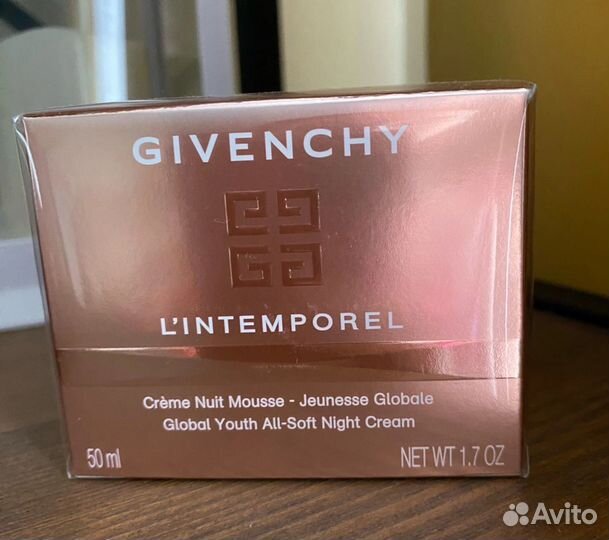 GIVENCHY
L'INTEMPOREL
Crème Nuit Mousse - Jeunesse Globale
Global Youth All-Soft Night Cream
50 ml NET WT 1.7 OZ
Avito